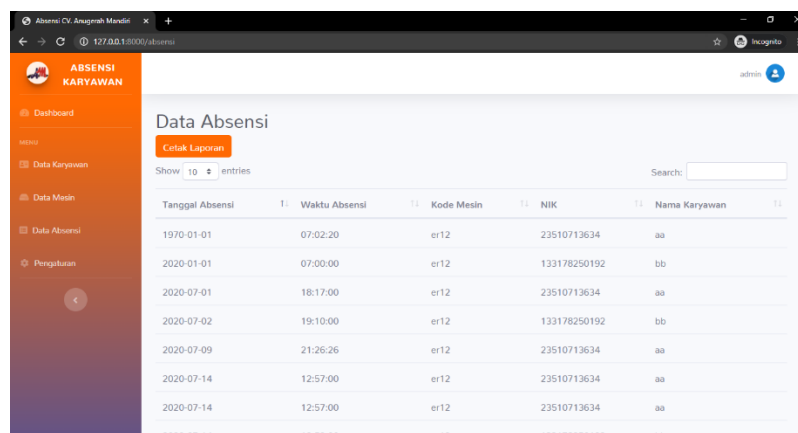 Absensi CV. Anugerah Mandiri
127.0.0.1:8000/absensi
Incognito
ABSENSI
KARYAWAN
admin
Dashboard
MENU
Data Karyawan
Data Mesin
Data Absensi
Pengaturan
Data Absensi
Cetak Laporan
Show 10 entries
Search:
Tanggal Absensi Waktu Absensi Kode Mesin NIK Nama Karyawan
1970-01-01 07:02:20 er12 23510713634 aa
2020-01-01 07:00:00 er12 133178250192 bb
2020-07-01 18:17:00 er12 23510713634 aa
2020-07-02 19:10:00 er12 133178250192 bb
2020-07-09 21:26:26 er12 23510713634 aa
2020-07-14 12:57:00 er12 23510713634 aa
2020-07-14 12:57:00 er12 23510713634 aa